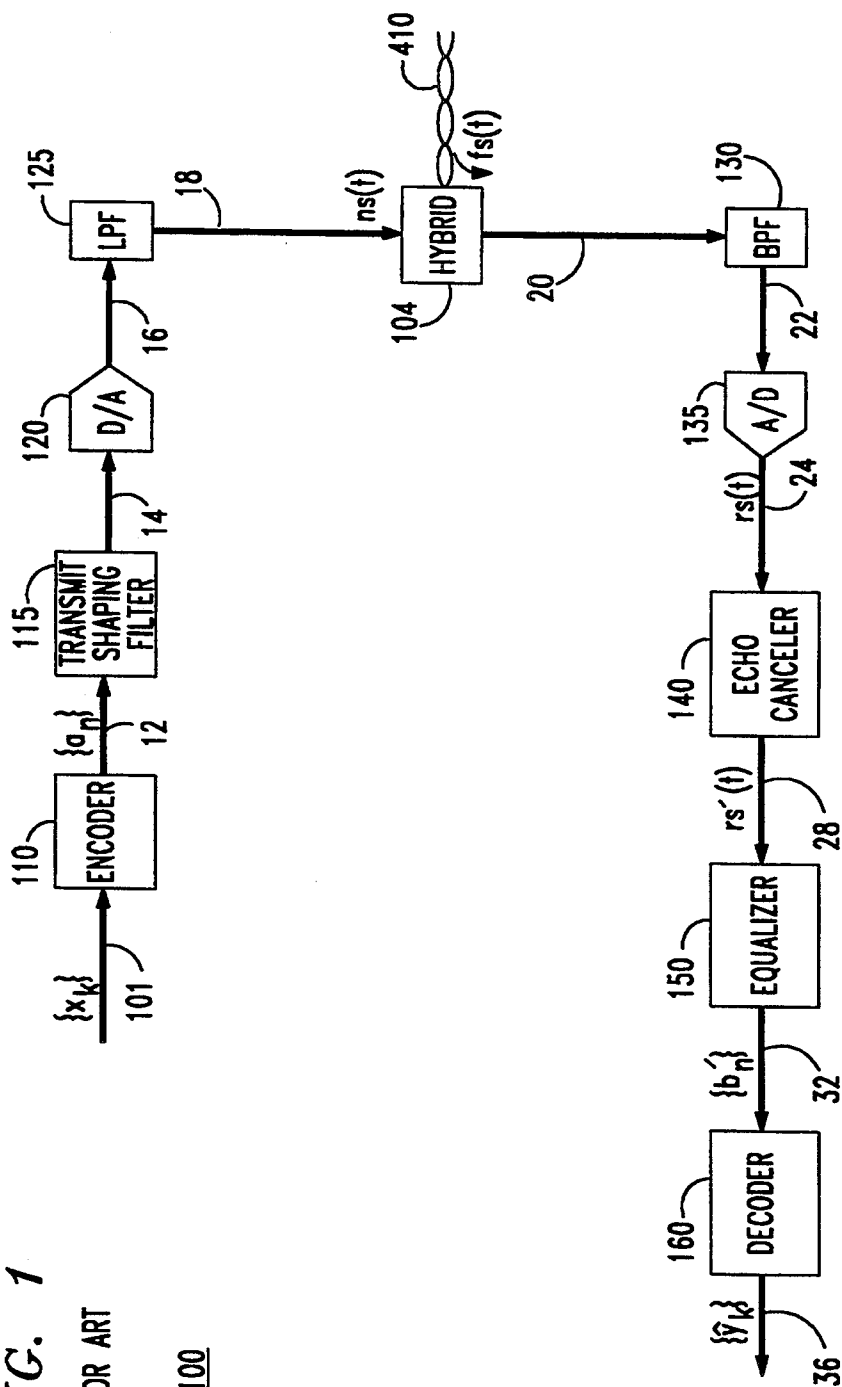 G. 1
OR ART
100
{x_k}
101
110
ENCODER
{a_n}
12
115
TRANSMIT
SHAPING
FILTER
14
120
D/A
16
125
LPF
18
ns(t)
HYBRID
104
410
fs(t)
20
130
BPF
22
135
A/D
rs(t)
24
140
ECHO
CANCELER
rs´(t)
28
150
EQUALIZER
{b´_n}
32
160
DECODER
{ŷ_k}
36